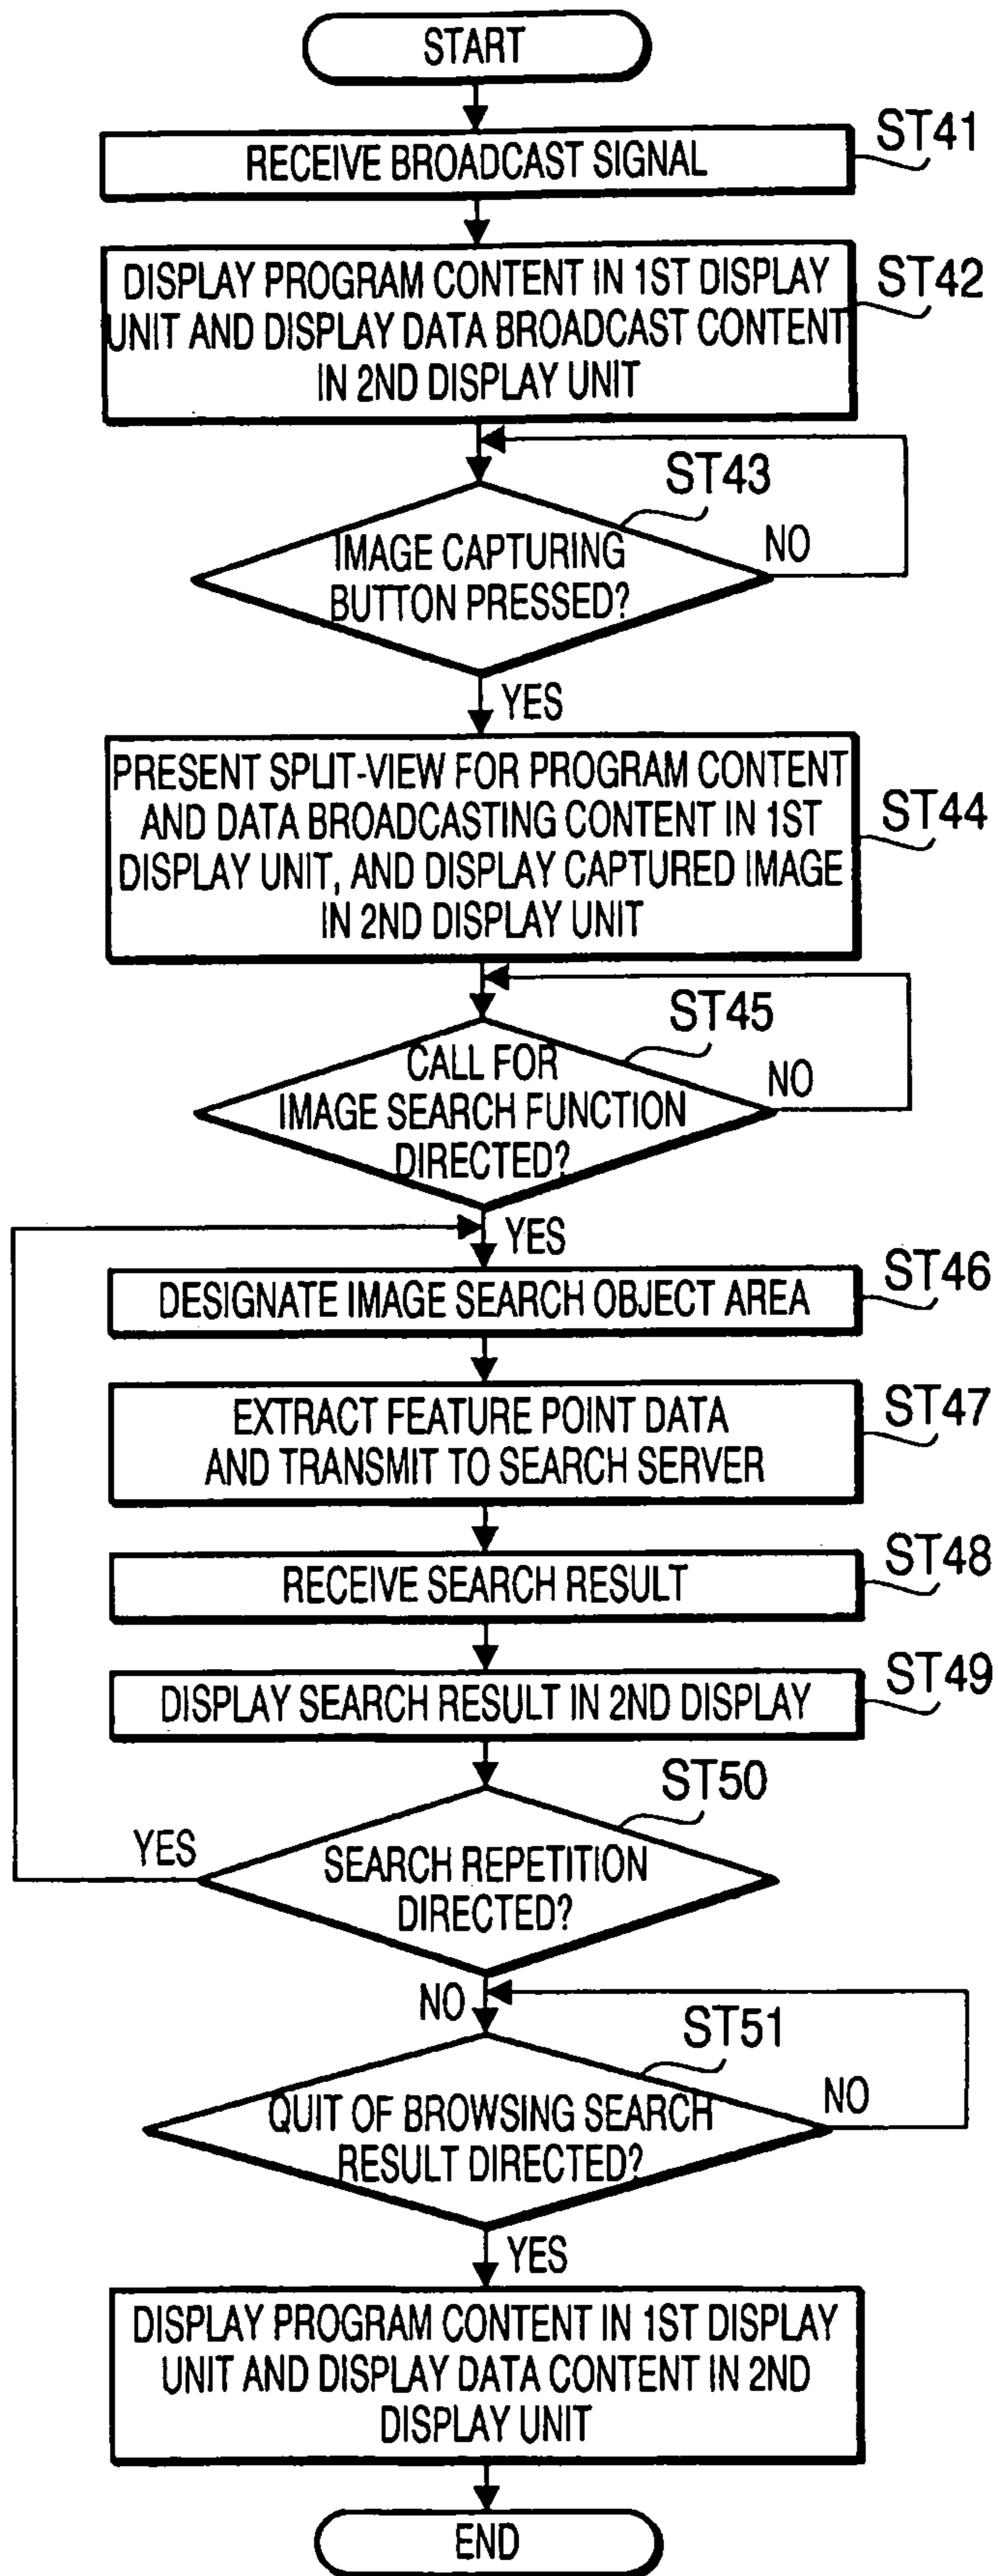 START
RECEIVE BROADCAST SIGNAL
ST41
DISPLAY PROGRAM CONTENT IN 1ST DISPLAY
UNIT AND DISPLAY DATA BROADCAST CONTENT
IN 2ND DISPLAY UNIT
ST42
ST43
IMAGE CAPTURING
BUTTON PRESSED?
NO
YES
PRESENT SPLIT-VIEW FOR PROGRAM CONTENT
AND DATA BROADCASTING CONTENT IN 1ST
DISPLAY UNIT, AND DISPLAY CAPTURED IMAGE
IN 2ND DISPLAY UNIT
ST44
ST45
CALL FOR
IMAGE SEARCH FUNCTION
DIRECTED?
NO
YES
DESIGNATE IMAGE SEARCH OBJECT AREA
ST46
EXTRACT FEATURE POINT DATA
AND TRANSMIT TO SEARCH SERVER
ST47
RECEIVE SEARCH RESULT
ST48
DISPLAY SEARCH RESULT IN 2ND DISPLAY
ST49
ST50
YES
SEARCH REPETITION
DIRECTED?
NO
ST51
QUIT OF BROWSING SEARCH
RESULT DIRECTED?
NO
YES
DISPLAY PROGRAM CONTENT IN 1ST DISPLAY
UNIT AND DISPLAY DATA CONTENT IN 2ND
DISPLAY UNIT
END